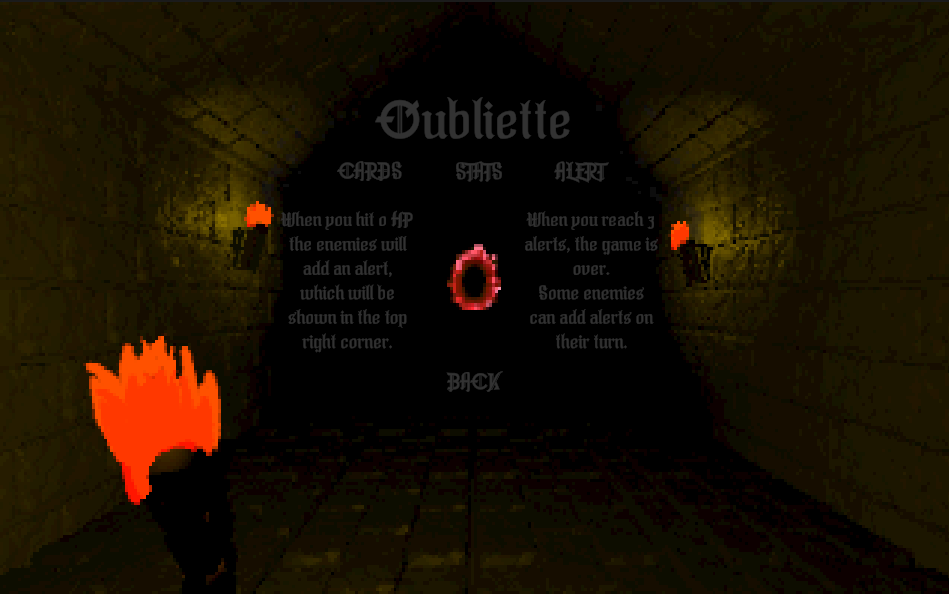 Oubliette
CARDS STATS ALERT
When you hit 0 HP
the enemies will
add an alert,
which will be
shown in the top
right corner.
When you reach 3
alerts, the game is
over.
Some enemies
can add alerts on
their turn.
BACK